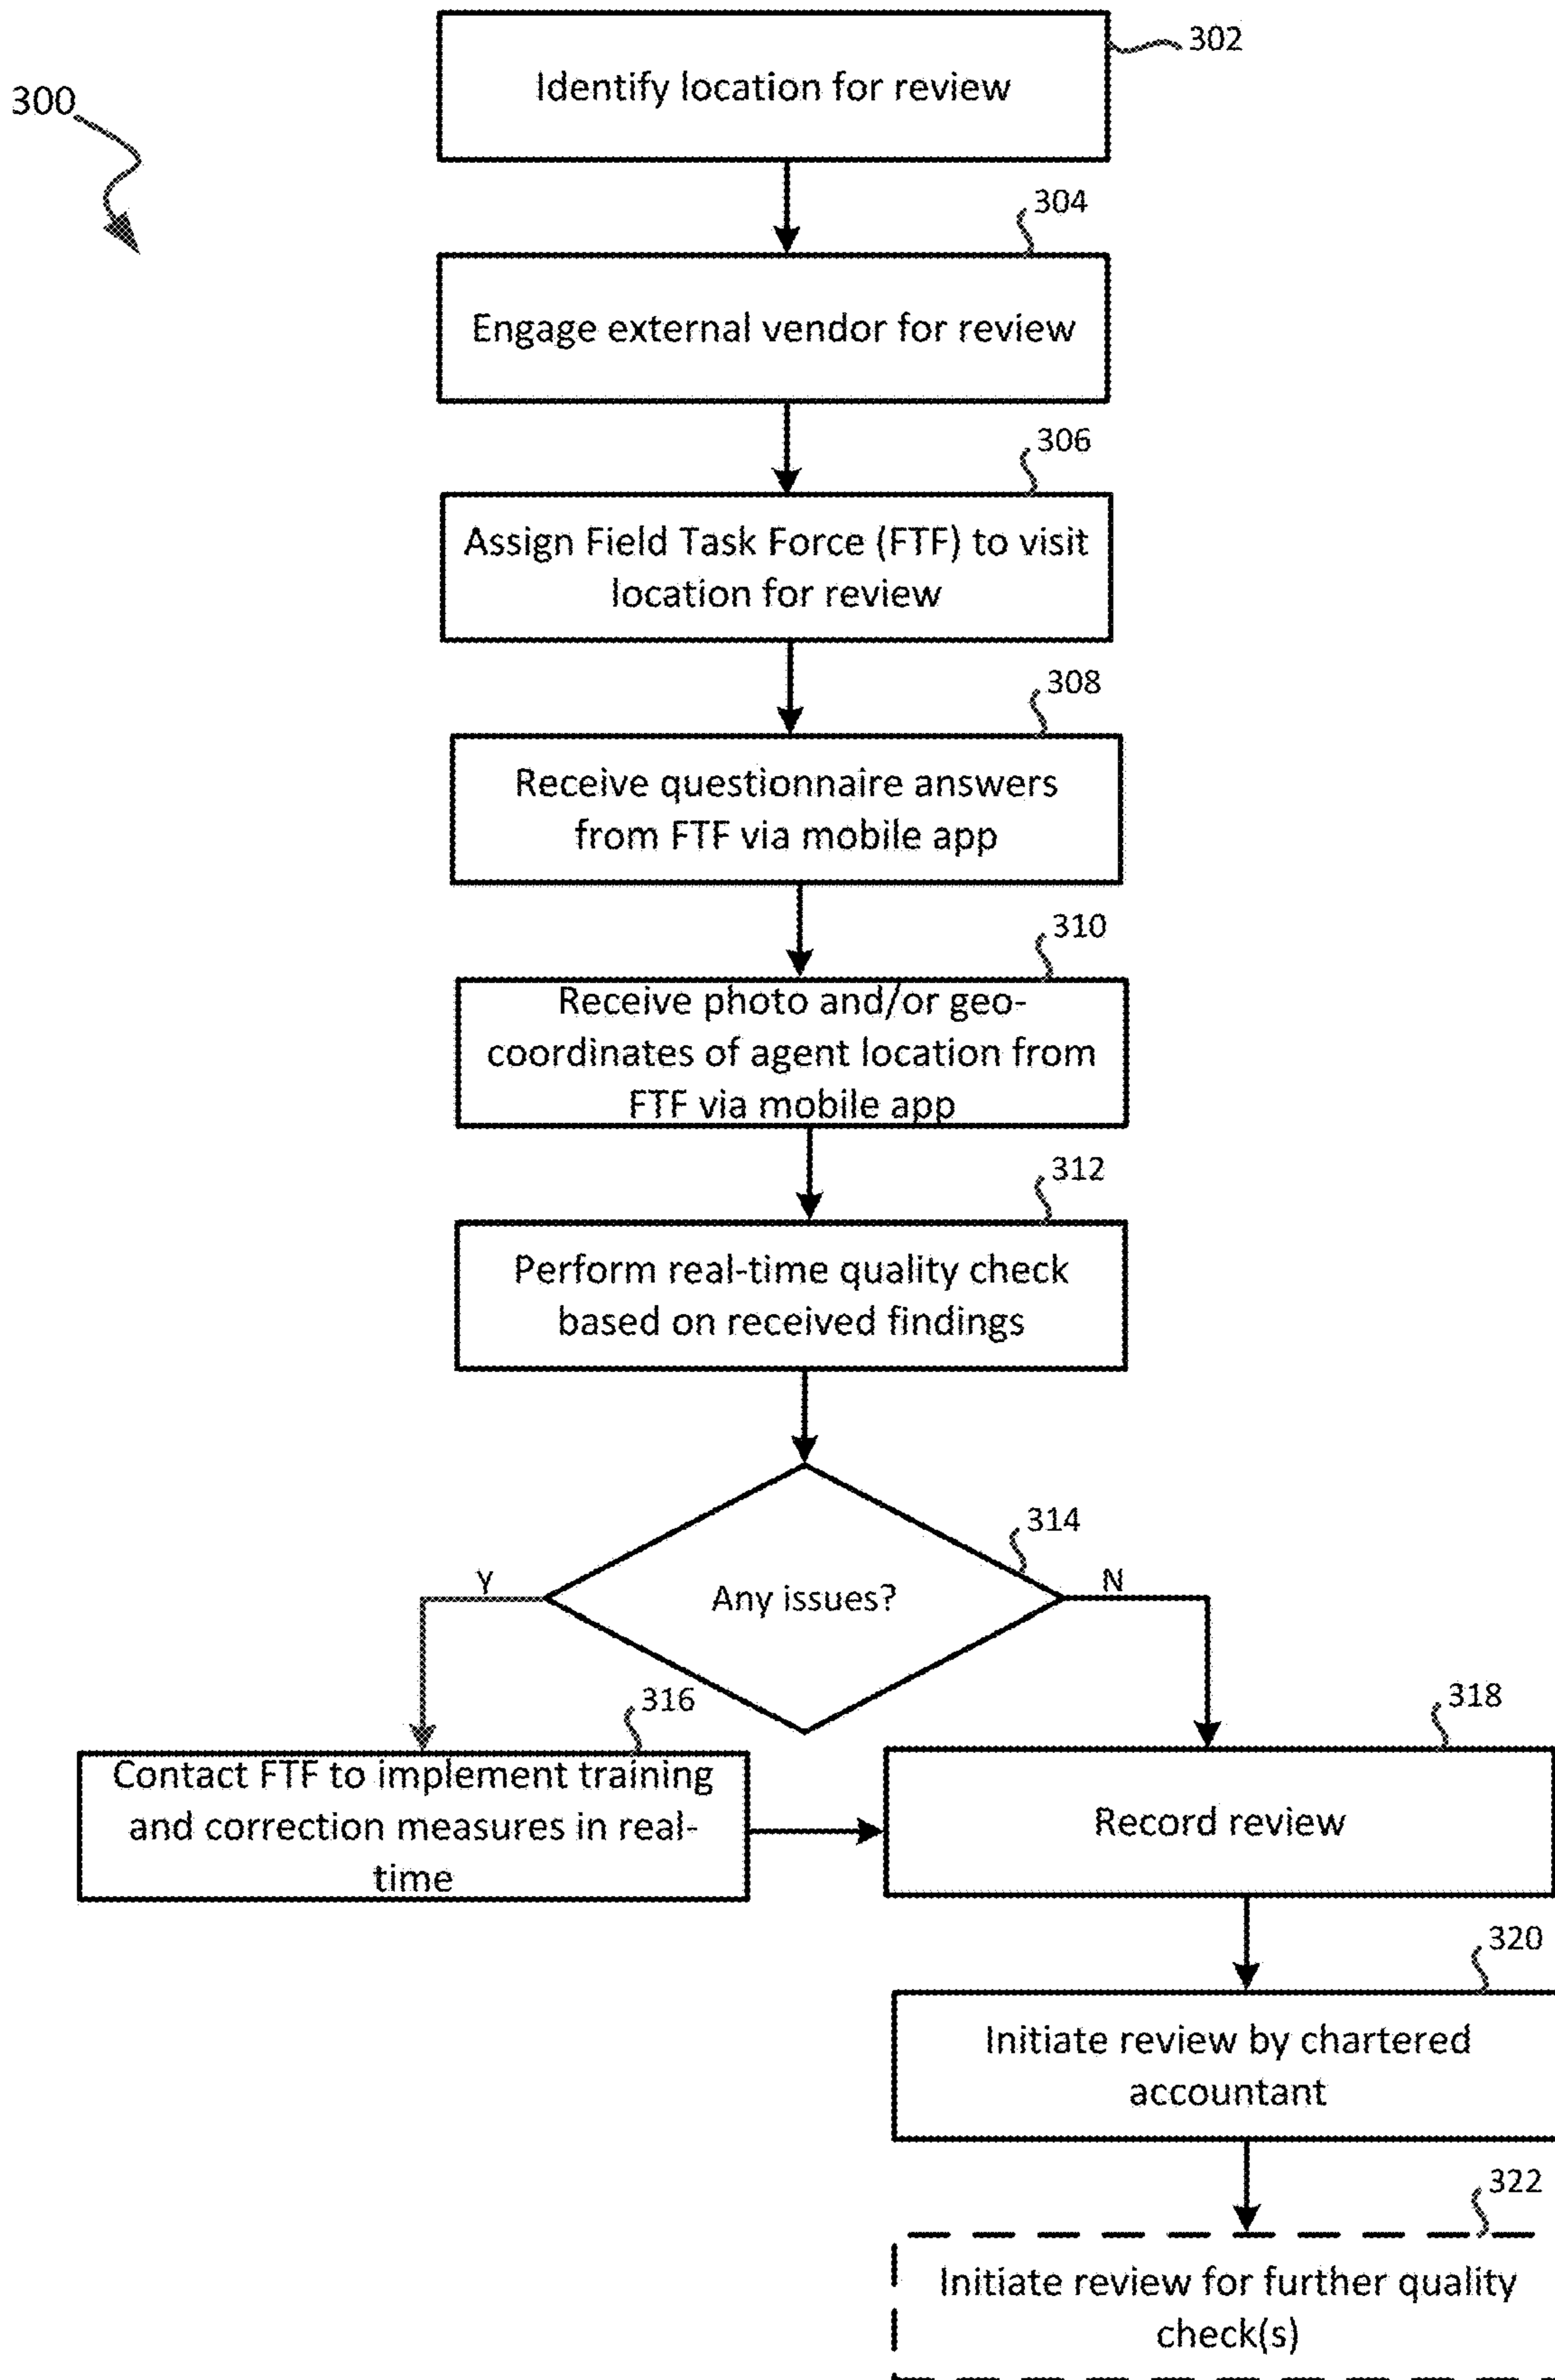 302
Identify location for review
300
304
Engage external vendor for review
306
Assign Field Task Force (FTF) to visit
location for review
308
Receive questionnaire answers
from FTF via mobile app
310
Receive photo and/or geo-
coordinates of agent location from
FTF via mobile app
312
Perform real-time quality check
based on received findings
314
Any issues?
Y
N
316
Contact FTF to implement training
and correction measures in real-
time
318
Record review
320
Initiate review by chartered
accountant
322
Initiate review for further quality
check(s)